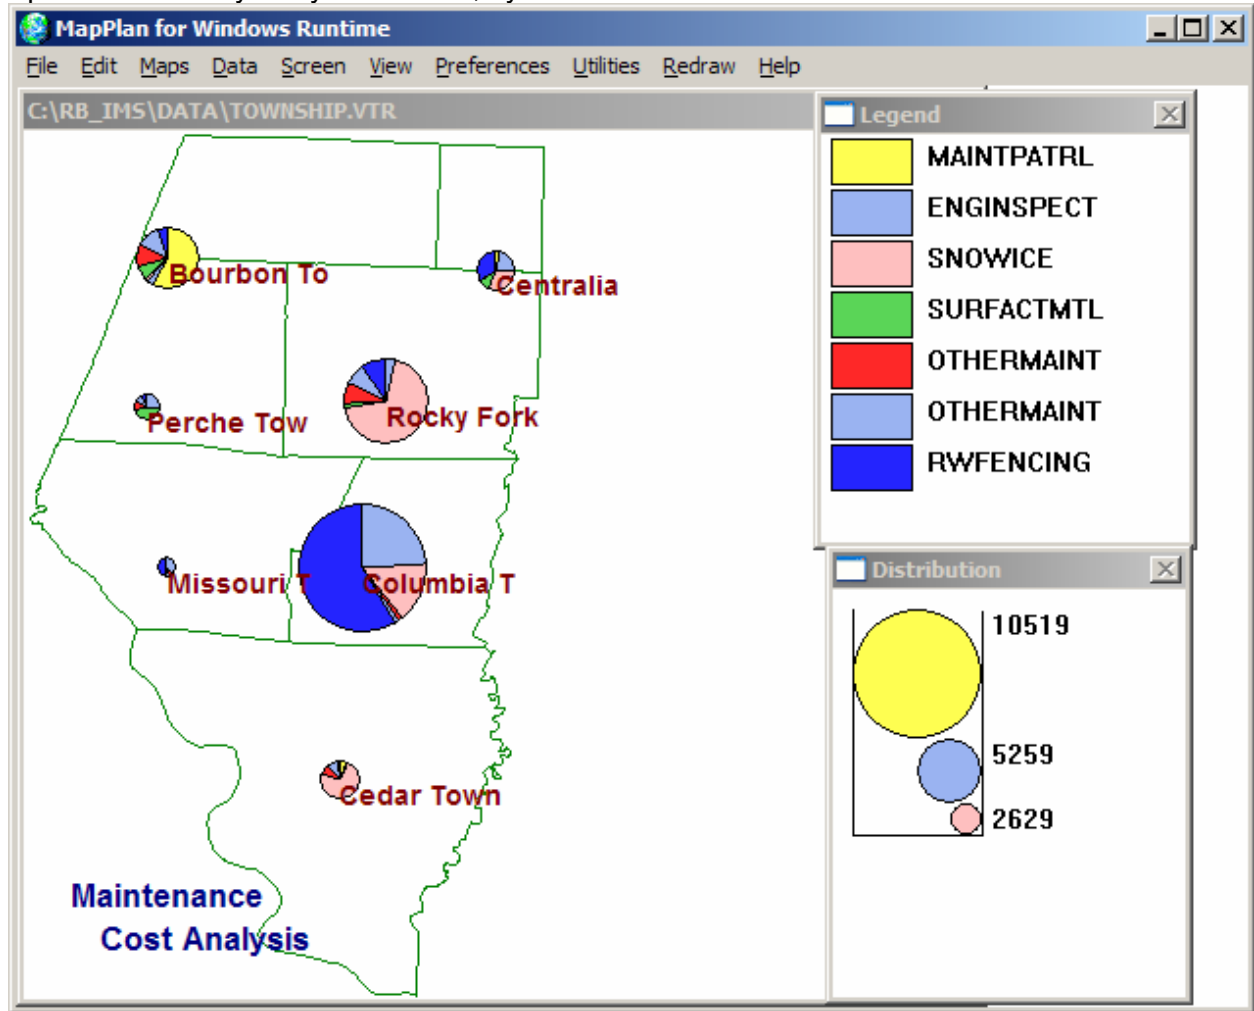 MapPlan for Windows Runtime
File Edit Maps Data Screen View Preferences Utilities Redraw Help
C:\RB_IMS\DATA\TOWNSHIP.VTR
Legend
MAINTPATRL
ENGINSPECT
SNOWICE
SURFACTMTL
OTHERMAINT
OTHERMAINT
RWFENCING
Bourbon To
Centralia
Perche Tow
Rocky Fork
Missouri T
Columbia T
Cedar Town
Maintenance
Cost Analysis
Distribution
10519
5259
2629